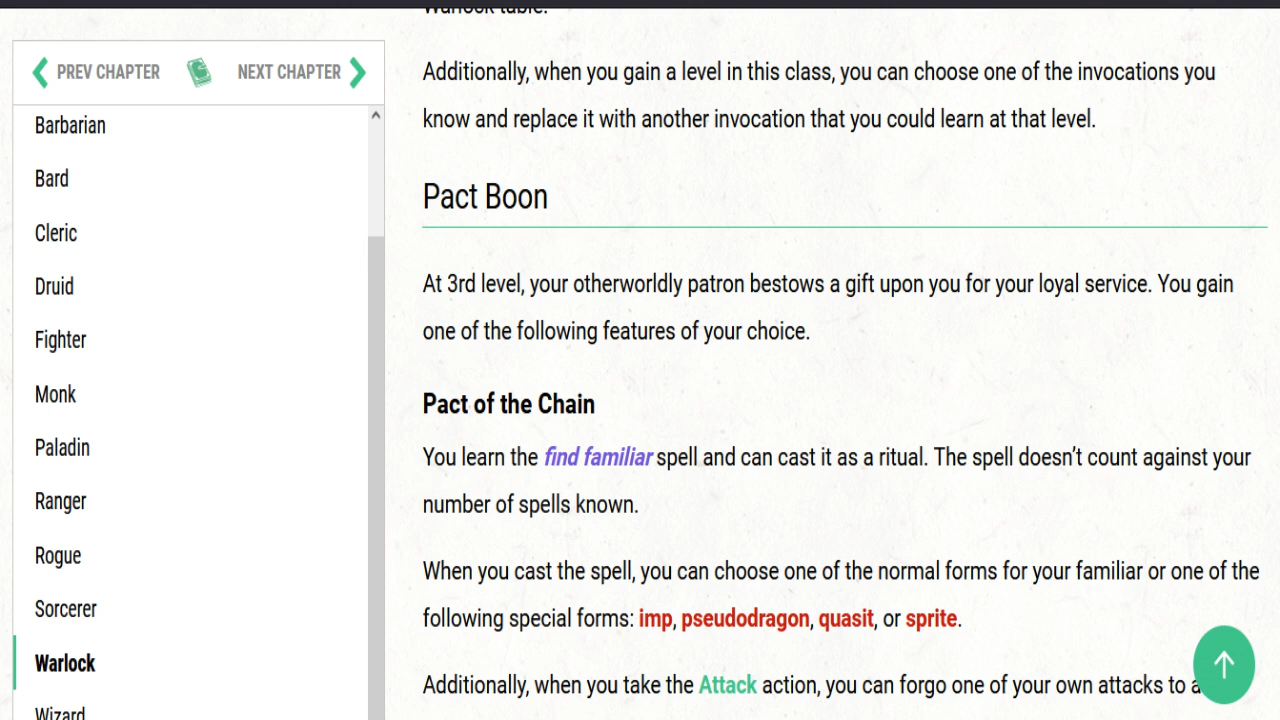 Warlock table.
PREV CHAPTER NEXT CHAPTER
Barbarian
Bard
Cleric
Druid
Fighter
Monk
Paladin
Ranger
Rogue
Sorcerer
Warlock
Wizard
Additionally, when you gain a level in this class, you can choose one of the invocations you
know and replace it with another invocation that you could learn at that level.
Pact Boon
At 3rd level, your otherworldly patron bestows a gift upon you for your loyal service. You gain
one of the following features of your choice.
Pact of the Chain
You learn the find familiar spell and can cast it as a ritual. The spell doesn’t count against your
number of spells known.
When you cast the spell, you can choose one of the normal forms for your familiar or one of the
following special forms: imp, pseudodragon, quasit, or sprite.
Additionally, when you take the Attack action, you can forgo one of your own attacks to